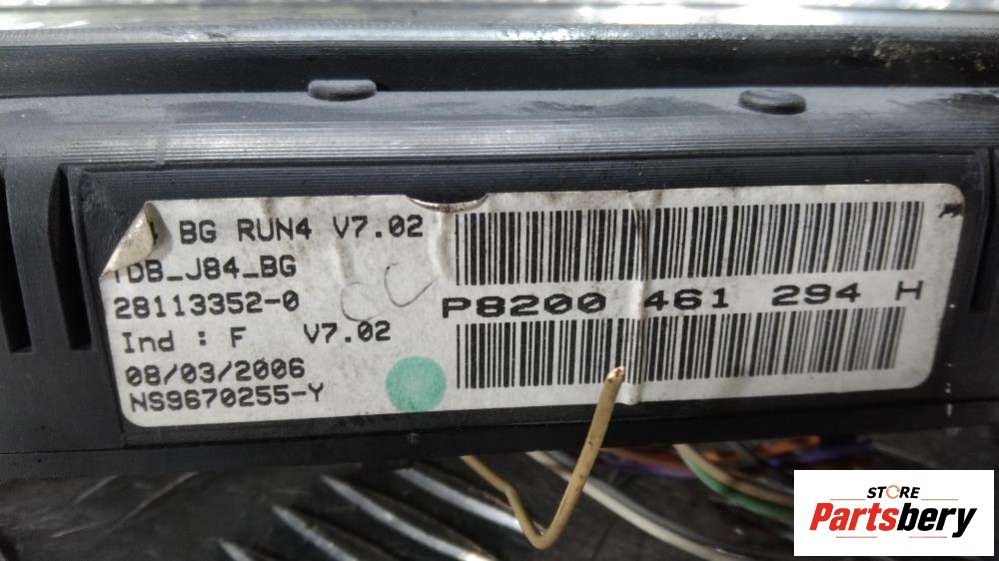 BG RUN4 V7.02
TDB_J84_BG
28113352-0
Ind : F V7.02
08/03/2006
NS9670255-Y
CC
P8200 461 294 H
STORE
Partsbery